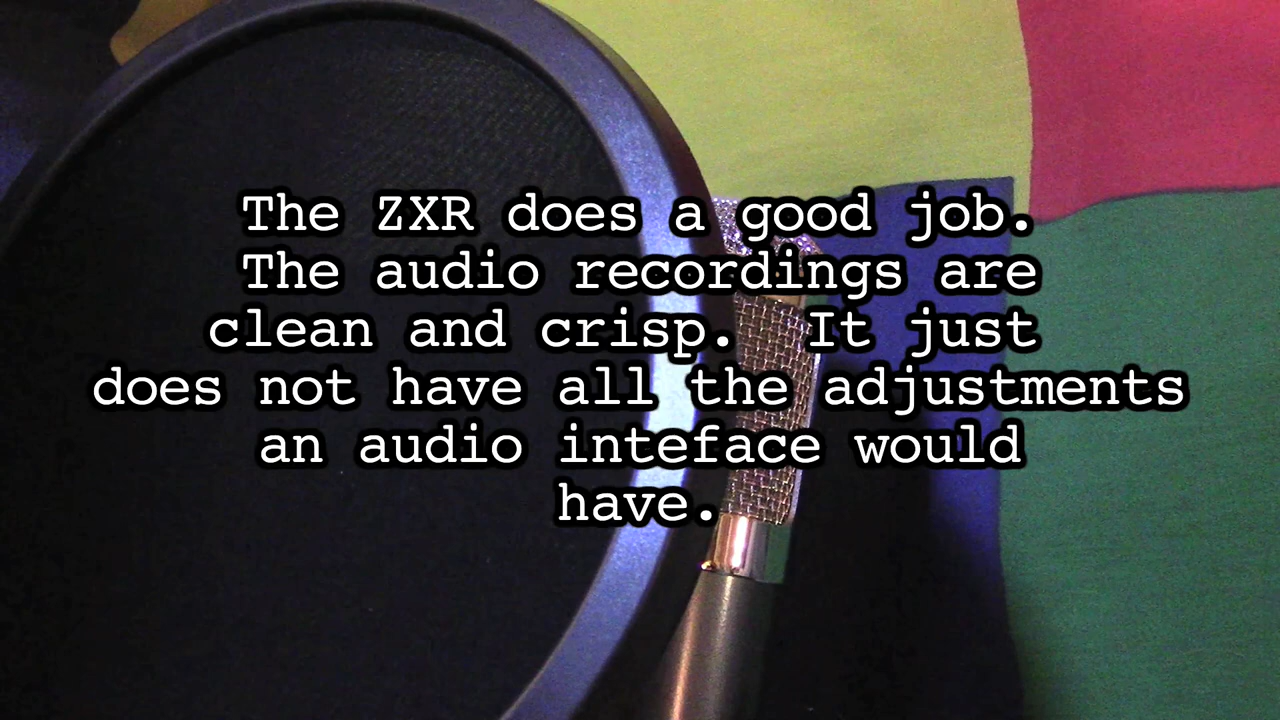 The ZXR does a good job.
The audio recordings are
clean and crisp.  It just
does not have all the adjustments
an audio inteface would
have.